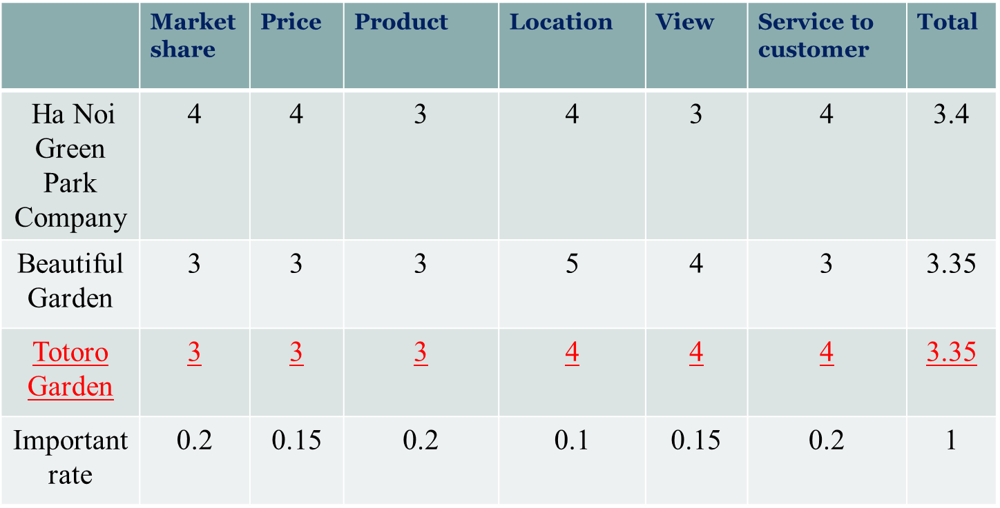 Market share Price Product Location View Service to customer Total
Ha Noi Green Park Company 4 4 3 4 3 4 3.4
Beautiful Garden 3 3 3 5 4 3 3.35
Totoro Garden 3 3 3 4 4 4 3.35
Important rate 0.2 0.15 0.2 0.1 0.15 0.2 1